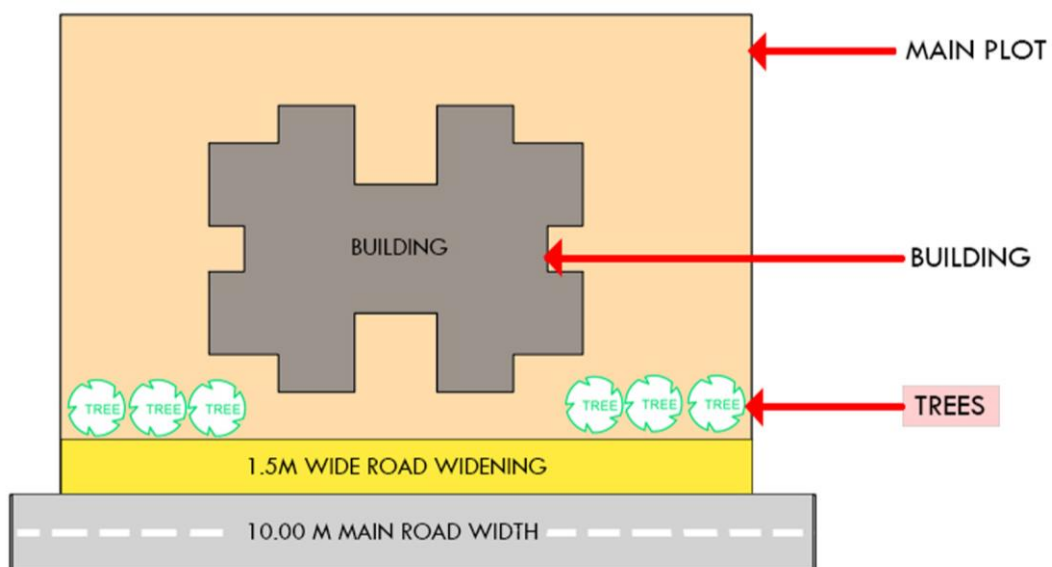 MAIN PLOT
BUILDING
BUILDING
TREE TREE TREE TREE TREE TREE
TREES
1.5M WIDE ROAD WIDENING
10.00 M MAIN ROAD WIDTH